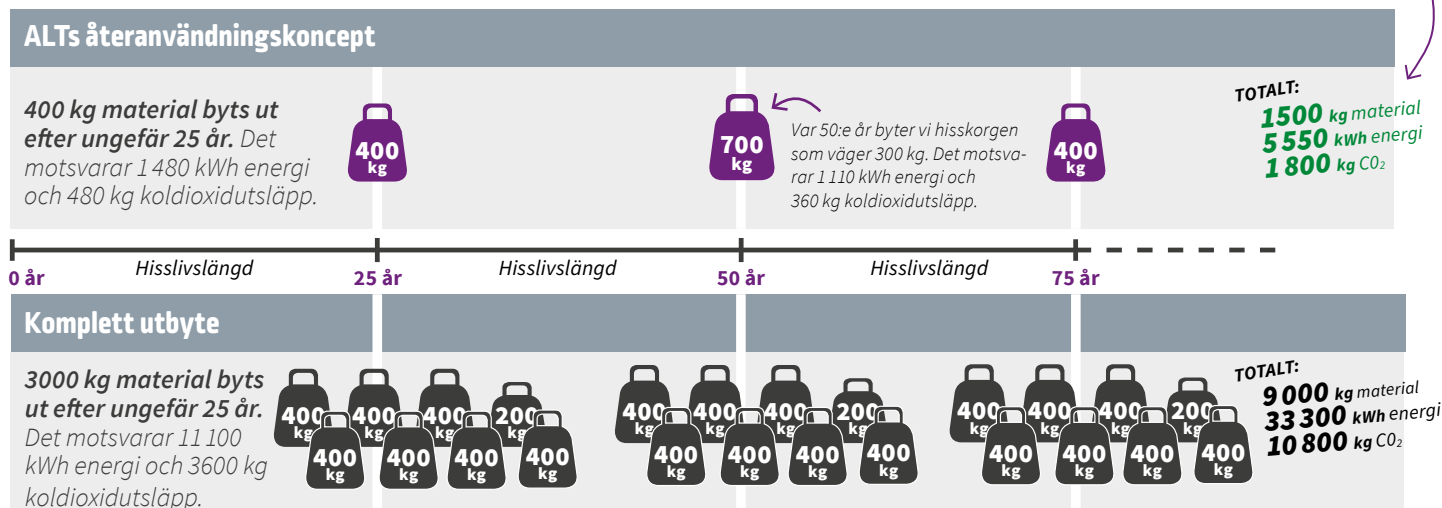 ALTs återanvändningskoncept
400 kg material byts ut
efter ungefär 25 år. Det
motsvarar 1 480 kWh energi
och 480 kg koldioxidutsläpp.
400
kg
700
kg
Var 50:e år byter vi hisskorgen
som väger 300 kg. Det motsva-
rar 1 110 kWh energi och
360 kg koldioxidutsläpp.
400
kg
TOTALT:
1500 kg material
5 550 kWh energi
1 800 kg CO2
Hisslivslängd
Hisslivslängd
Hisslivslängd
0 år
25 år
50 år
75 år
Komplett utbyte
3000 kg material byts
ut efter ungefär 25 år.
Det motsvarar 11 100
kWh energi och 3600 kg
koldioxidutsläpp.
400
kg
400
kg
400
kg
200
kg
400
kg
400
kg
400
kg
400
kg
400
kg
400
kg
400
kg
200
kg
400
kg
400
kg
400
kg
400
kg
400
kg
400
kg
400
kg
200
kg
400
kg
400
kg
400
kg
400
kg
TOTALT:
9 000 kg material
33 300 kWh energi
10 800 kg CO2